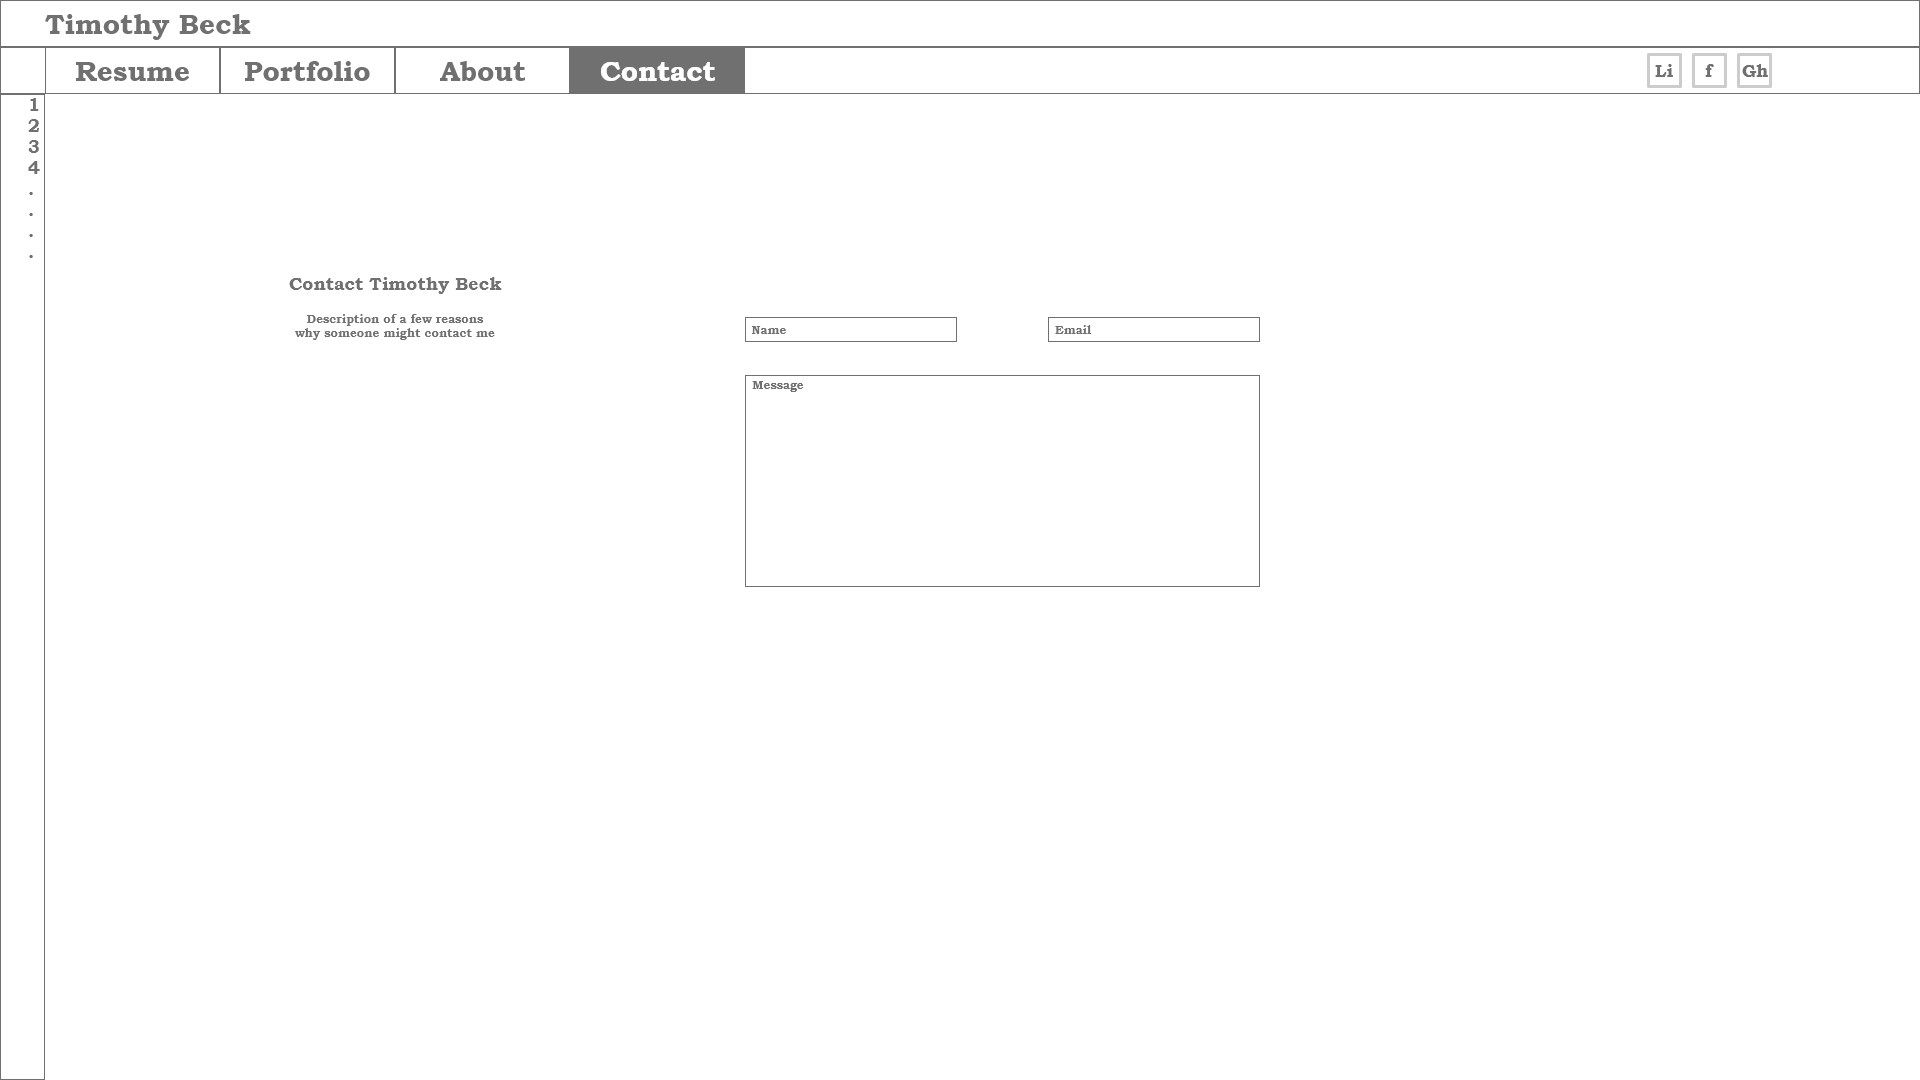 Timothy Beck
Resume Portfolio About Contact Li f Gh
1
2
3
4
.
.
.
.
Contact Timothy Beck
Description of a few reasons
why someone might contact me
Name Email
Message